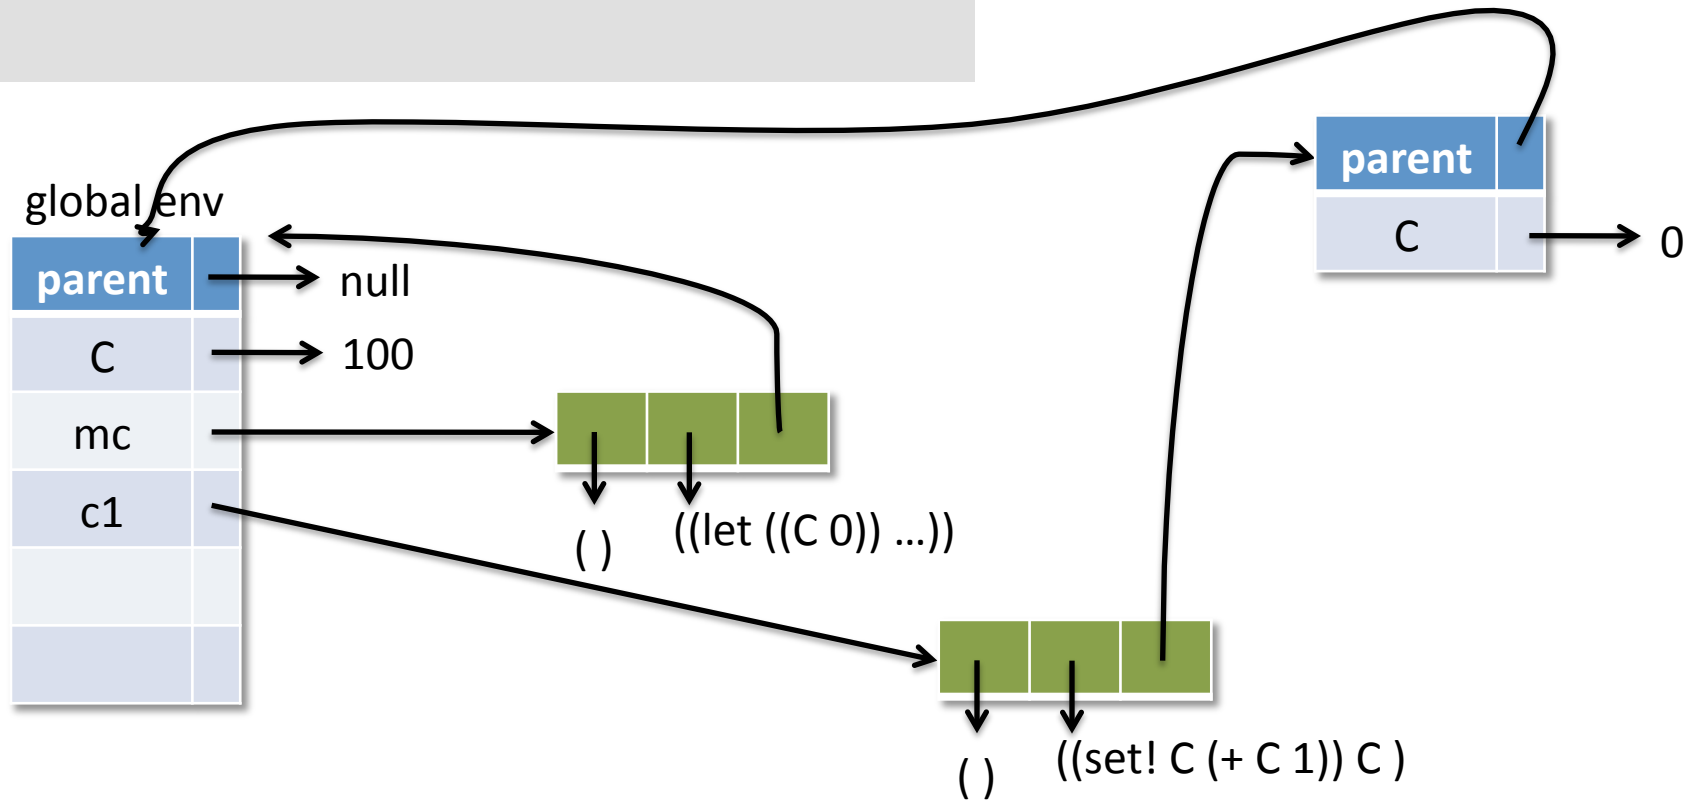 global env
parent
null
C
100
mc
c1
( )
((let ((C 0)) ...))
( )
((set! C (+ C 1)) C )
parent
C
0